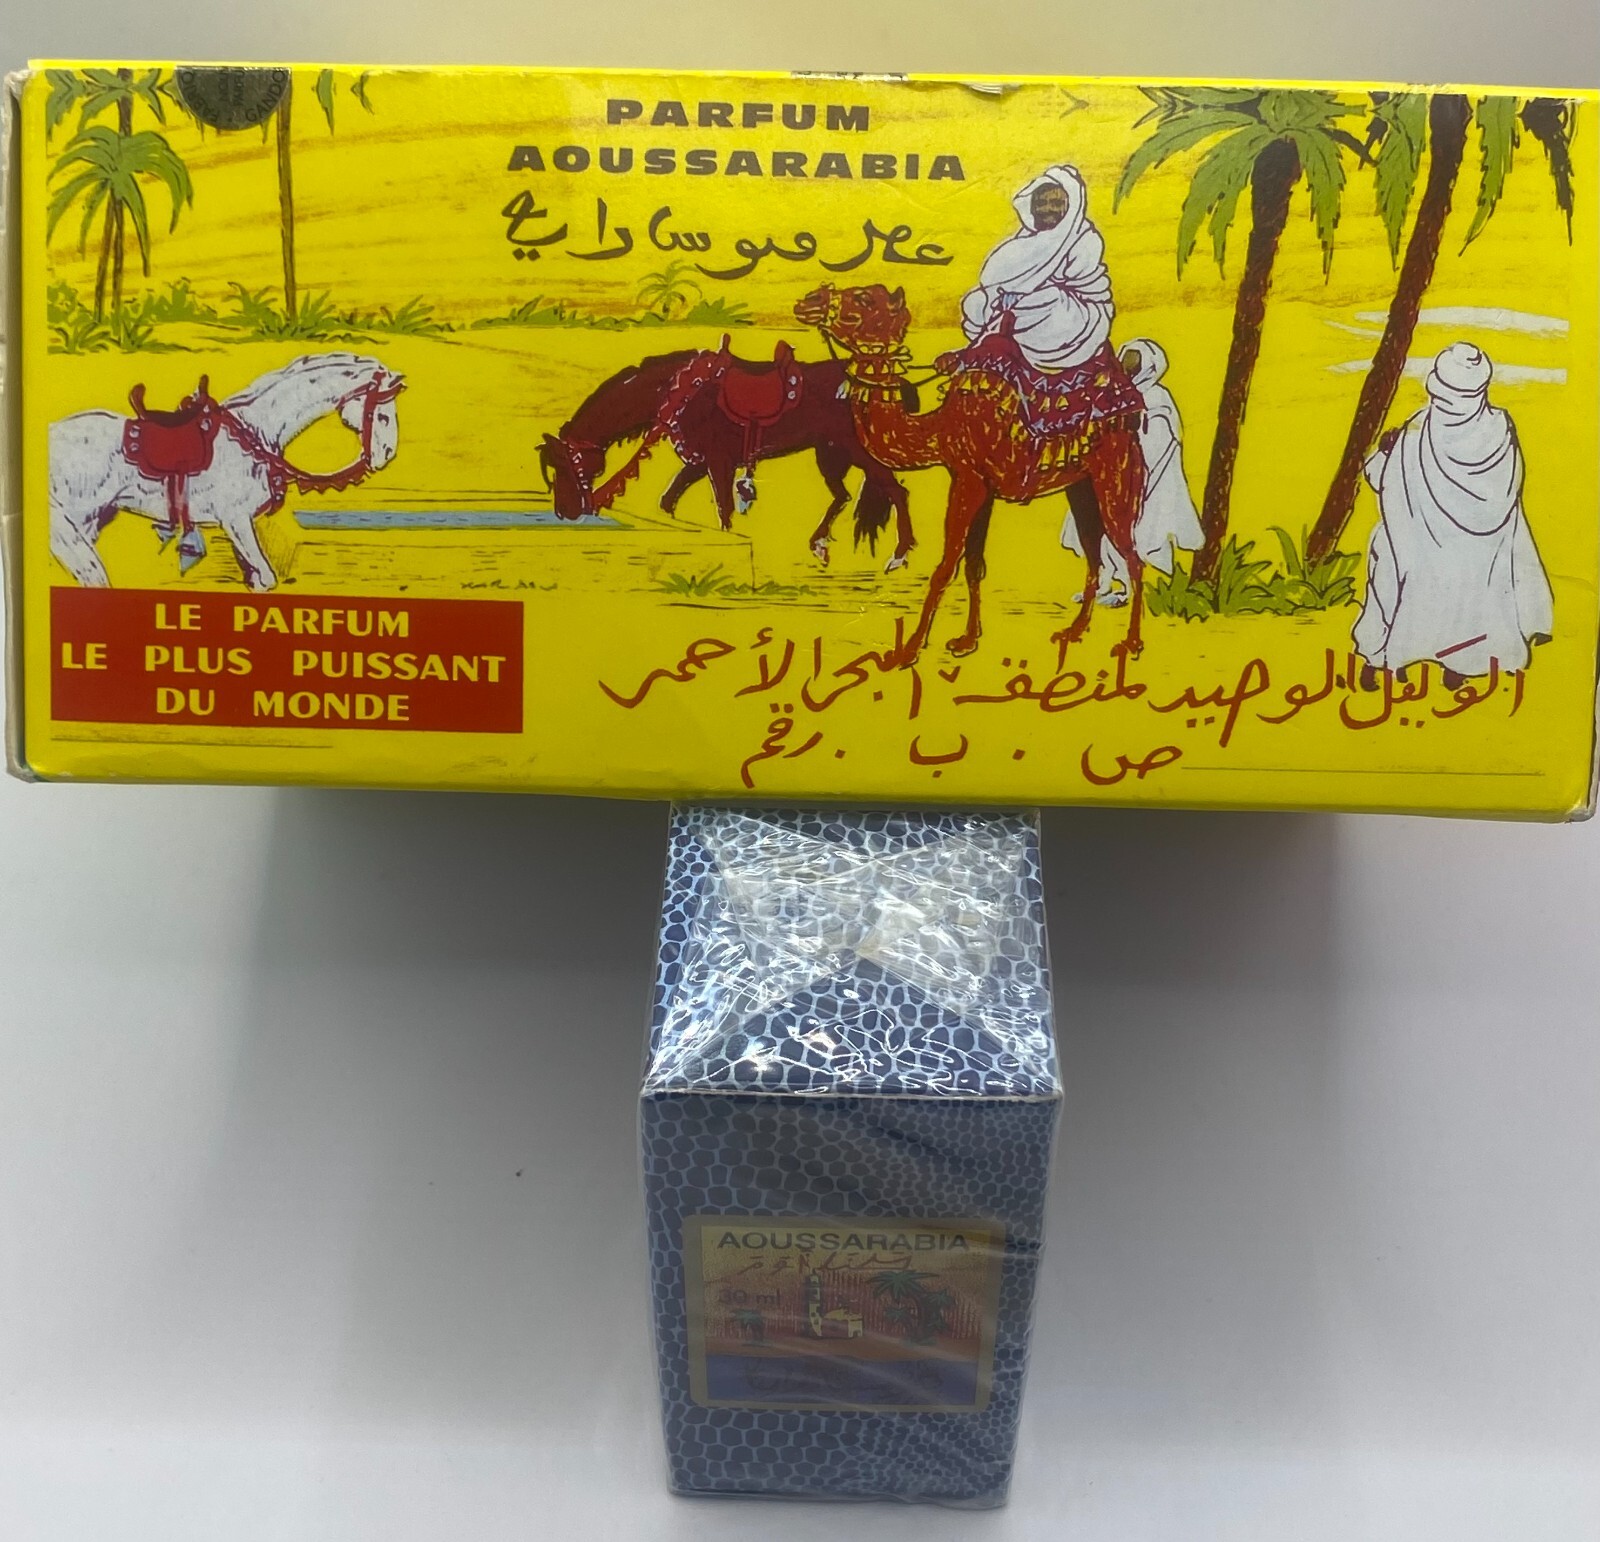 PARFUM
AOUSSARABIA
عطر هوسارابيه
LE PARFUM
LE PLUS PUISSANT
DU MONDE
الوكيل الوحيد لمنطقة البحر الأحمر
ص . ب . رقم
AOUSSARABIA
30 ml